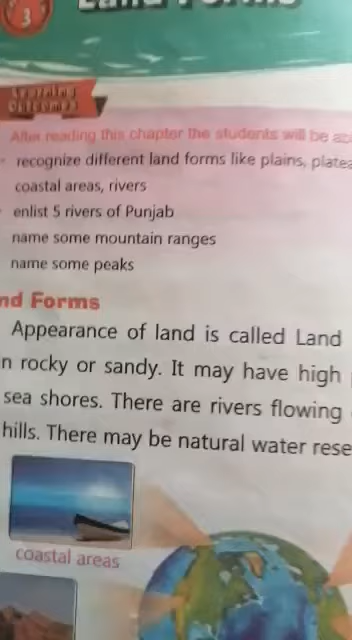 3
Land Forms
Learning
Outcomes
After reading this chapter the students will be
recognize different land forms like plains,
coastal areas, rivers
enlist 5 rivers of Punjab
name some mountain ranges
name some peaks
nd Forms
Appearance of land is called Land
n rocky or sandy. It may have high
sea shores. There are rivers flowing
hills. There may be natural water rese
coastal areas